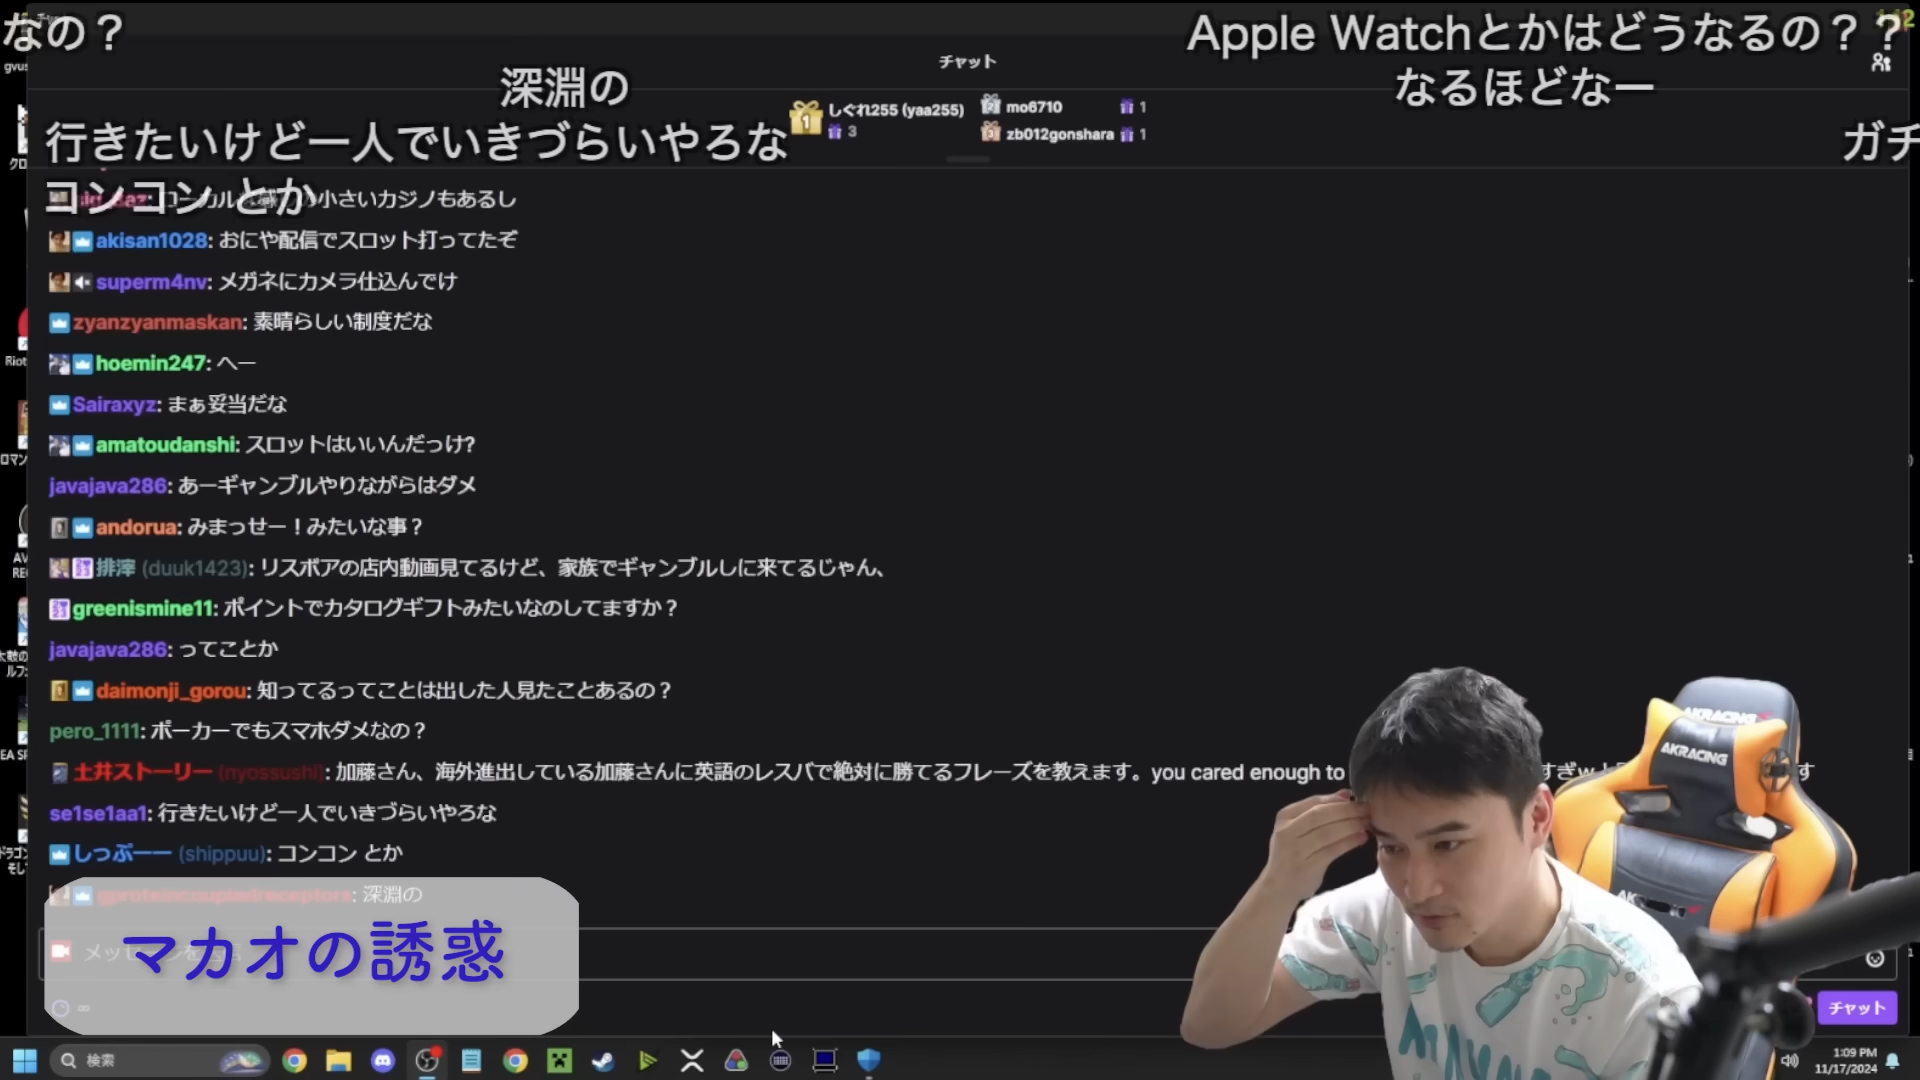 なの？
Apple Watchとかはどうなるの？？
チャット
深淵の
なるほどなー
しぐれ255 (yaa255)
3
mo6710
1
zb012gonshara
1
行きたいけど一人でいきづらいやろな
ガチ
コンコン とか
小さいカジノもあるし
akisan1028: おにや配信でスロット打ってたぞ
superm4nv: メガネにカメラ仕込んでけ
zyanzyanmaskan: 素晴らしい制度だな
hoemin247: へー
Sairaxyz: まぁ妥当だな
amatoudanshi: スロットはいいんだっけ?
javajava286: あーギャンブルやりながらはダメ
andorua: みまっせー！みたいな事？
排滓 (duuk1423): リスボアの店内動画見てるけど、家族でギャンブルしに来てるじゃん、
greenismine11: ポイントでカタログギフトみたいなのしてますか？
javajava286: ってことか
daimonji_gorou: 知ってるってことは出した人見たことあるの？
pero_1111: ポーカーでもスマホダメなの？
土井ストーリー (nyossushi): 加藤さん、海外進出している加藤さんに英語のレスバで絶対に勝てるフレーズを教えます。you cared enough to
se1se1aa1: 行きたいけど一人でいきづらいやろな
しっぷーー (shippuu): コンコン とか
深淵の
マカオの誘惑
チャット
検索
1:09 PM
11/17/2024
AKRACING
AKRACING